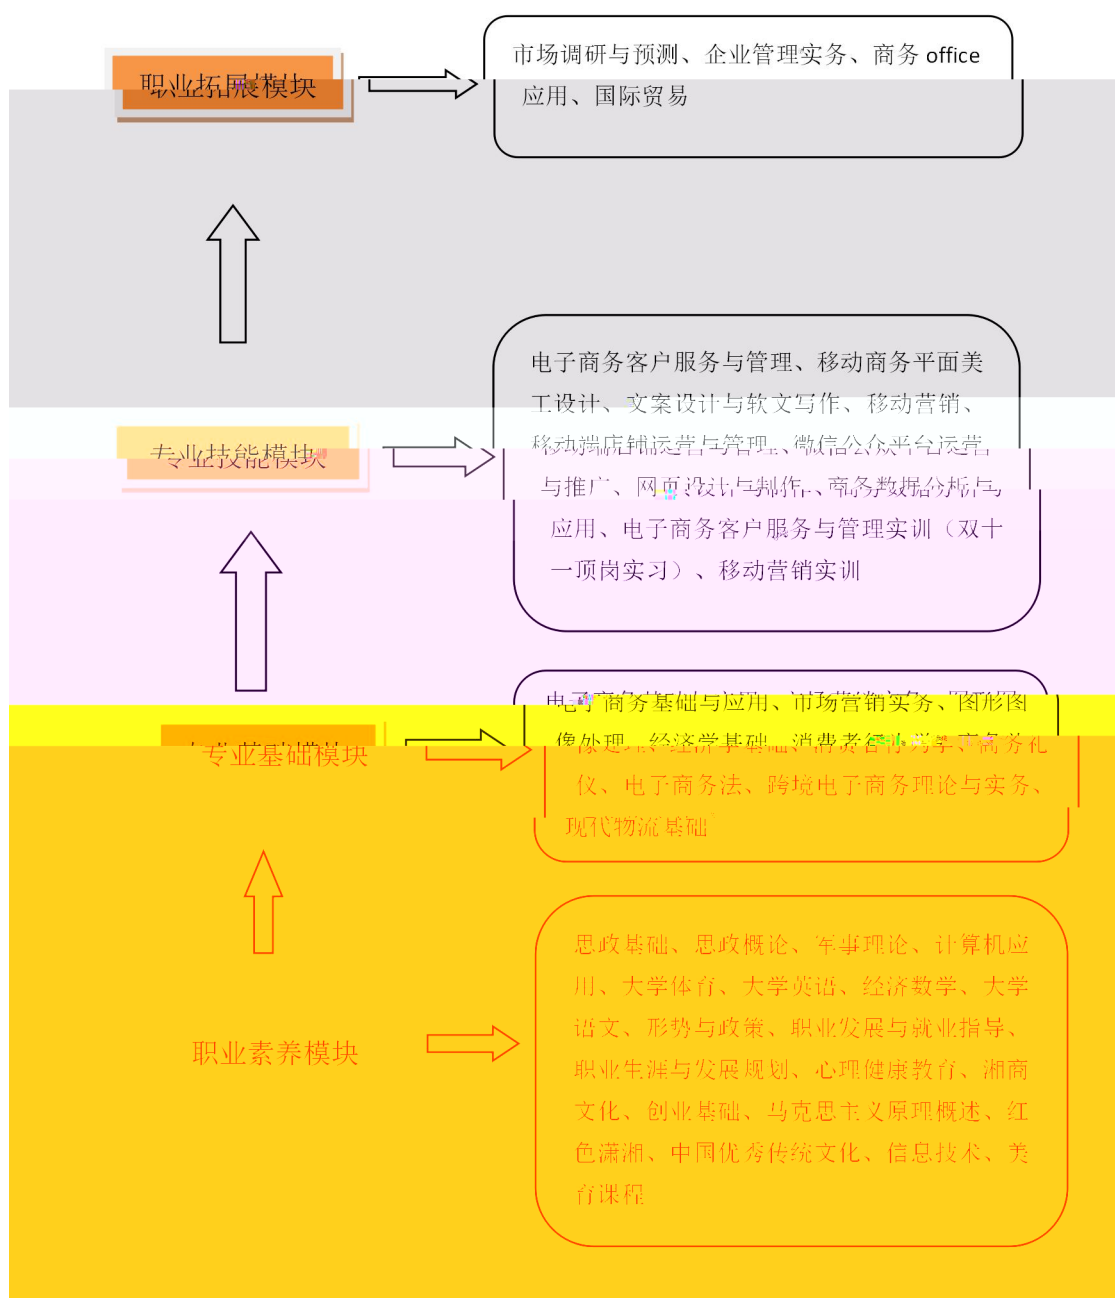 职业拓展模块
市场调研与预测、企业管理实务、商务 office
应用、国际贸易
专业技能模块
电子商务客户服务与管理、移动商务平面美
工设计、文案设计与软文写作、移动营销、
移动端店铺运营与管理、微信公众平台运营
与推广、网页设计与制作、商务数据分析与
应用、电子商务客户服务与管理实训（双十
一顶岗实习）、移动营销实训
专业基础模块
电子商务基础与应用、市场营销实务、图形图
像处理、经济学基础、消费者行为学、商务礼
仪、电子商务法、跨境电子商务理论与实务、
现代物流基础
职业素养模块
思政基础、思政概论、军事理论、计算机应
用、大学体育、大学英语、经济数学、大学
语文、形势与政策、职业发展与就业指导、
职业生涯与发展规划、心理健康教育、湘商
文化、创业基础、马克思主义原理概述、红
色潇湘、中国优秀传统文化、信息技术、美
育课程